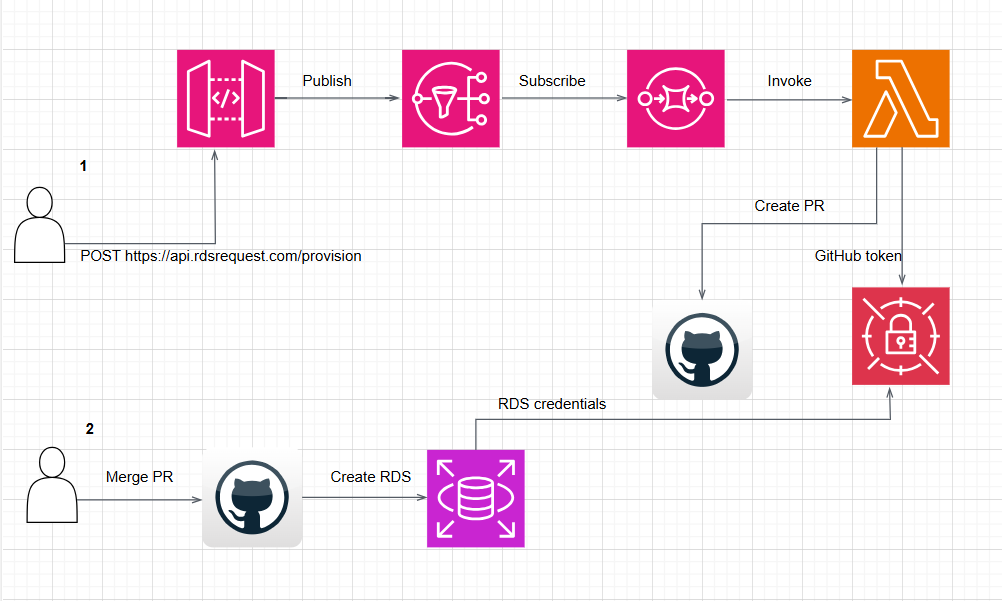 Publish
Subscribe
Invoke
1
Create PR
POST https://api.rdsrequest.com/provision
GitHub token
RDS credentials
2
Merge PR
Create RDS